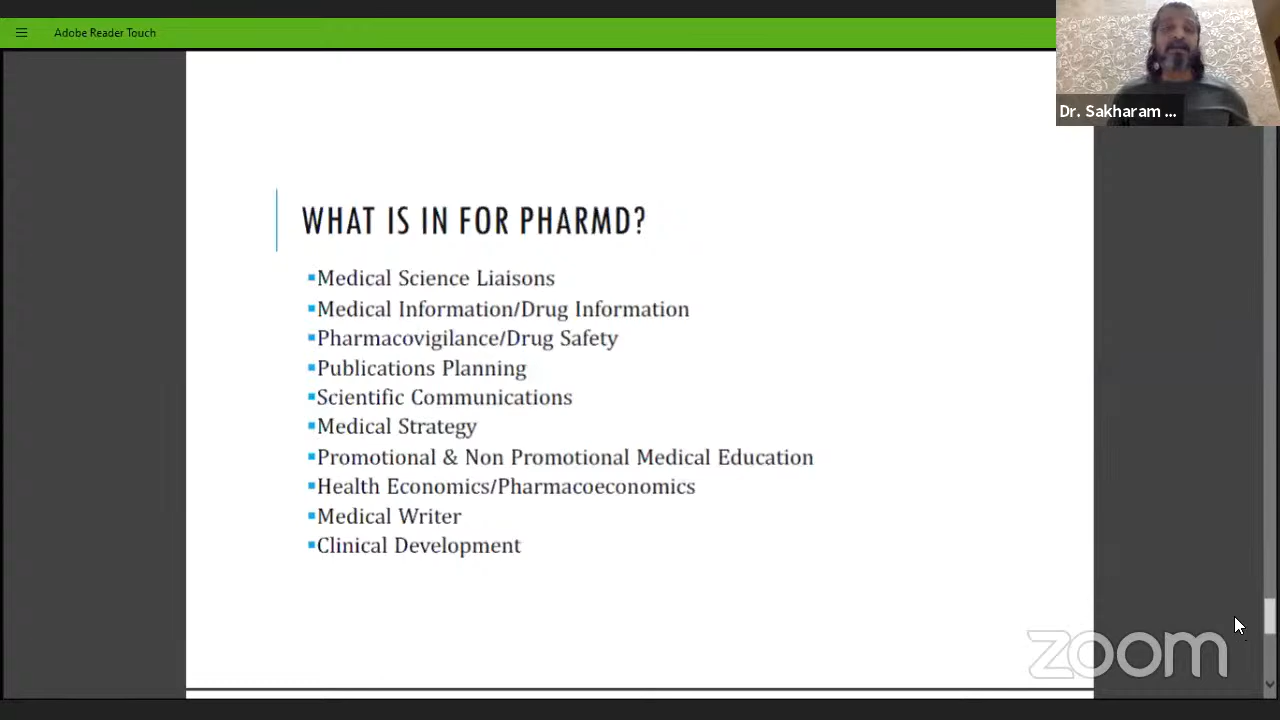 Adobe Reader Touch
Dr. Sakharam ...
WHAT IS IN FOR PHARMD?
▪Medical Science Liaisons
▪Medical Information/Drug Information
▪Pharmacovigilance/Drug Safety
▪Publications Planning
▪Scientific Communications
▪Medical Strategy
▪Promotional & Non Promotional Medical Education
▪Health Economics/Pharmacoeconomics
▪Medical Writer
▪Clinical Development
zoom